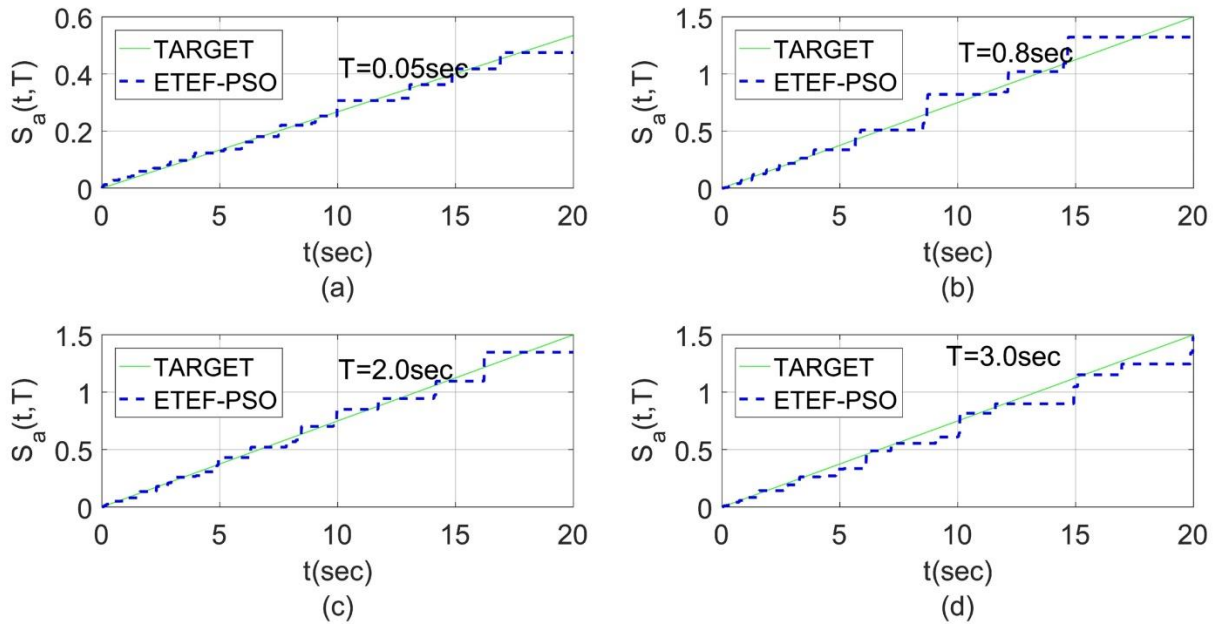 0.6
0.4
0.2
0
S_a(t,T)
TARGET
ETEF-PSO
T=0.05sec
0 5 10 15 20
t(sec)
(a)
1.5
1
0.5
0
S_a(t,T)
TARGET
ETEF-PSO
T=0.8sec
0 5 10 15 20
t(sec)
(b)
1.5
1
0.5
0
S_a(t,T)
TARGET
ETEF-PSO
T=2.0sec
0 5 10 15 20
t(sec)
(c)
1.5
1
0.5
0
S_a(t,T)
TARGET
ETEF-PSO
T=3.0sec
0 5 10 15 20
t(sec)
(d)